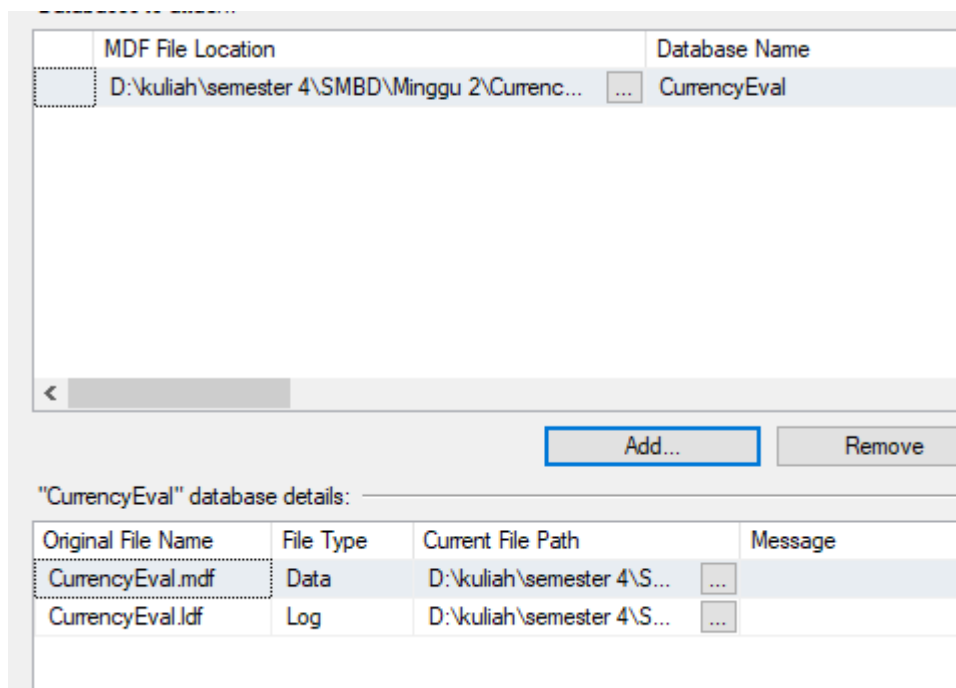 MDF File Location Database Name
D:\kuliah\semester 4\SMBD\Minggu 2\Currenc... ... CurrencyEval
Add... Remove
"CurrencyEval" database details:
Original File Name File Type Current File Path Message
CurrencyEval.mdf Data D:\kuliah\semester 4\S... ...
CurrencyEval.ldf Log D:\kuliah\semester 4\S... ...